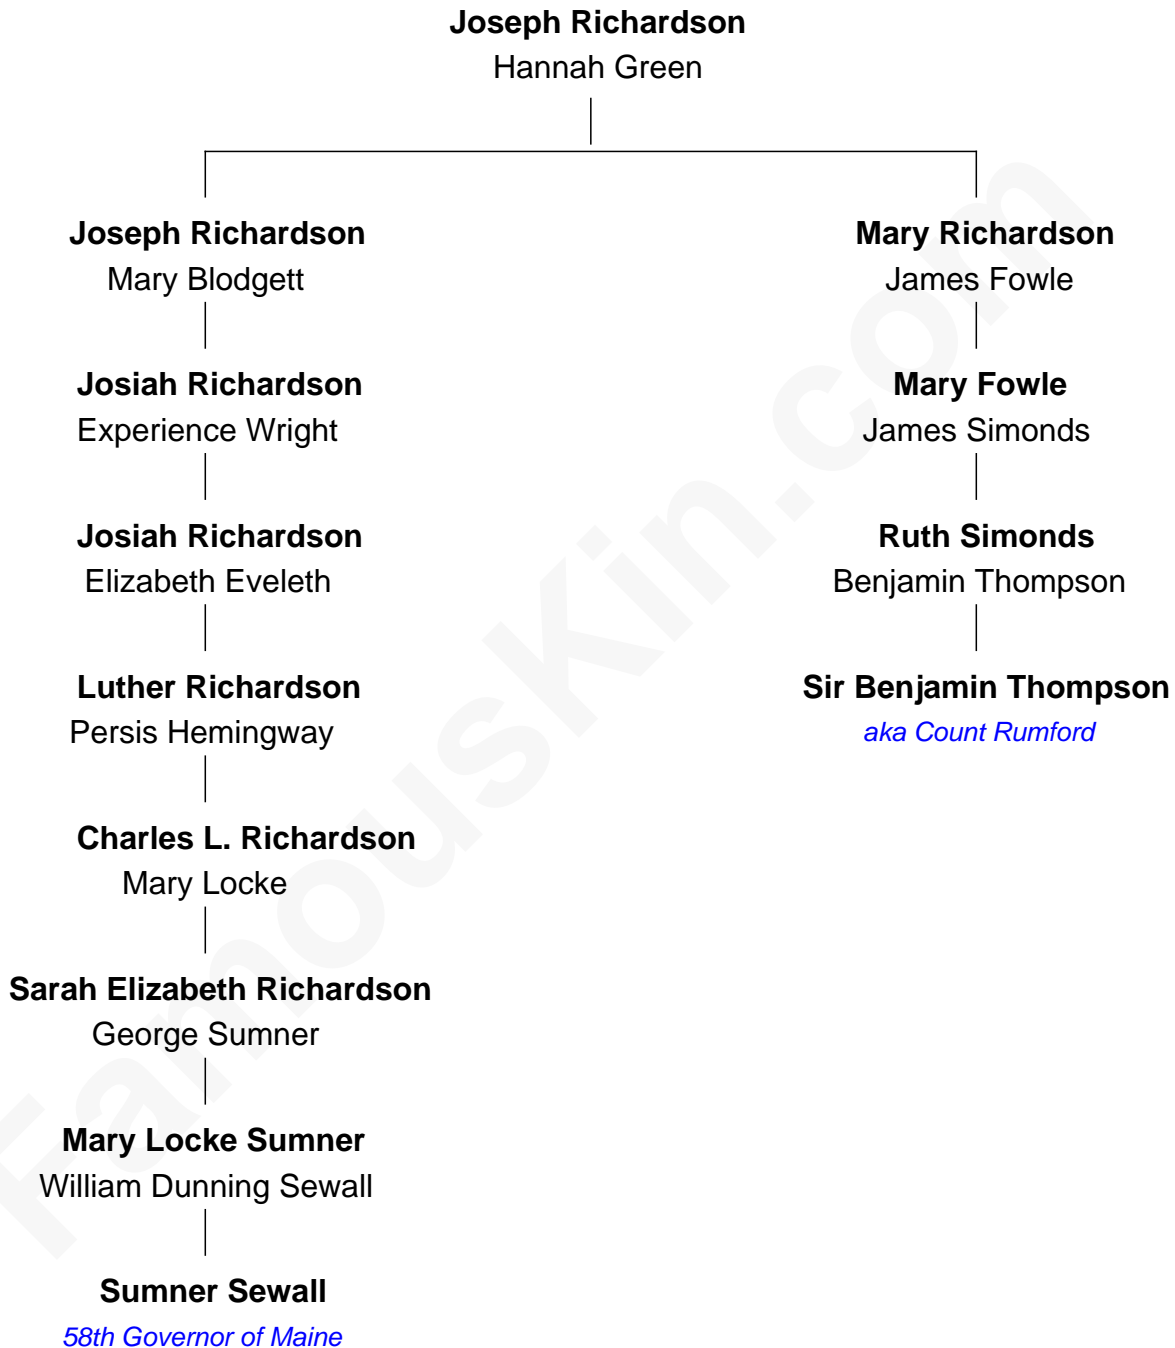 Joseph Richardson
Hannah Green
Joseph Richardson
Mary Blodgett
Josiah Richardson
Experience Wright
Josiah Richardson
Elizabeth Eveleth
Luther Richardson
Persis Hemingway
Charles L. Richardson
Mary Locke
Sarah Elizabeth Richardson
George Sumner
Mary Locke Sumner
William Dunning Sewall
Sumner Sewall
58th Governor of Maine
Mary Richardson
James Fowle
Mary Fowle
James Simonds
Ruth Simonds
Benjamin Thompson
Sir Benjamin Thompson
aka Count Rumford
FamousKin.com